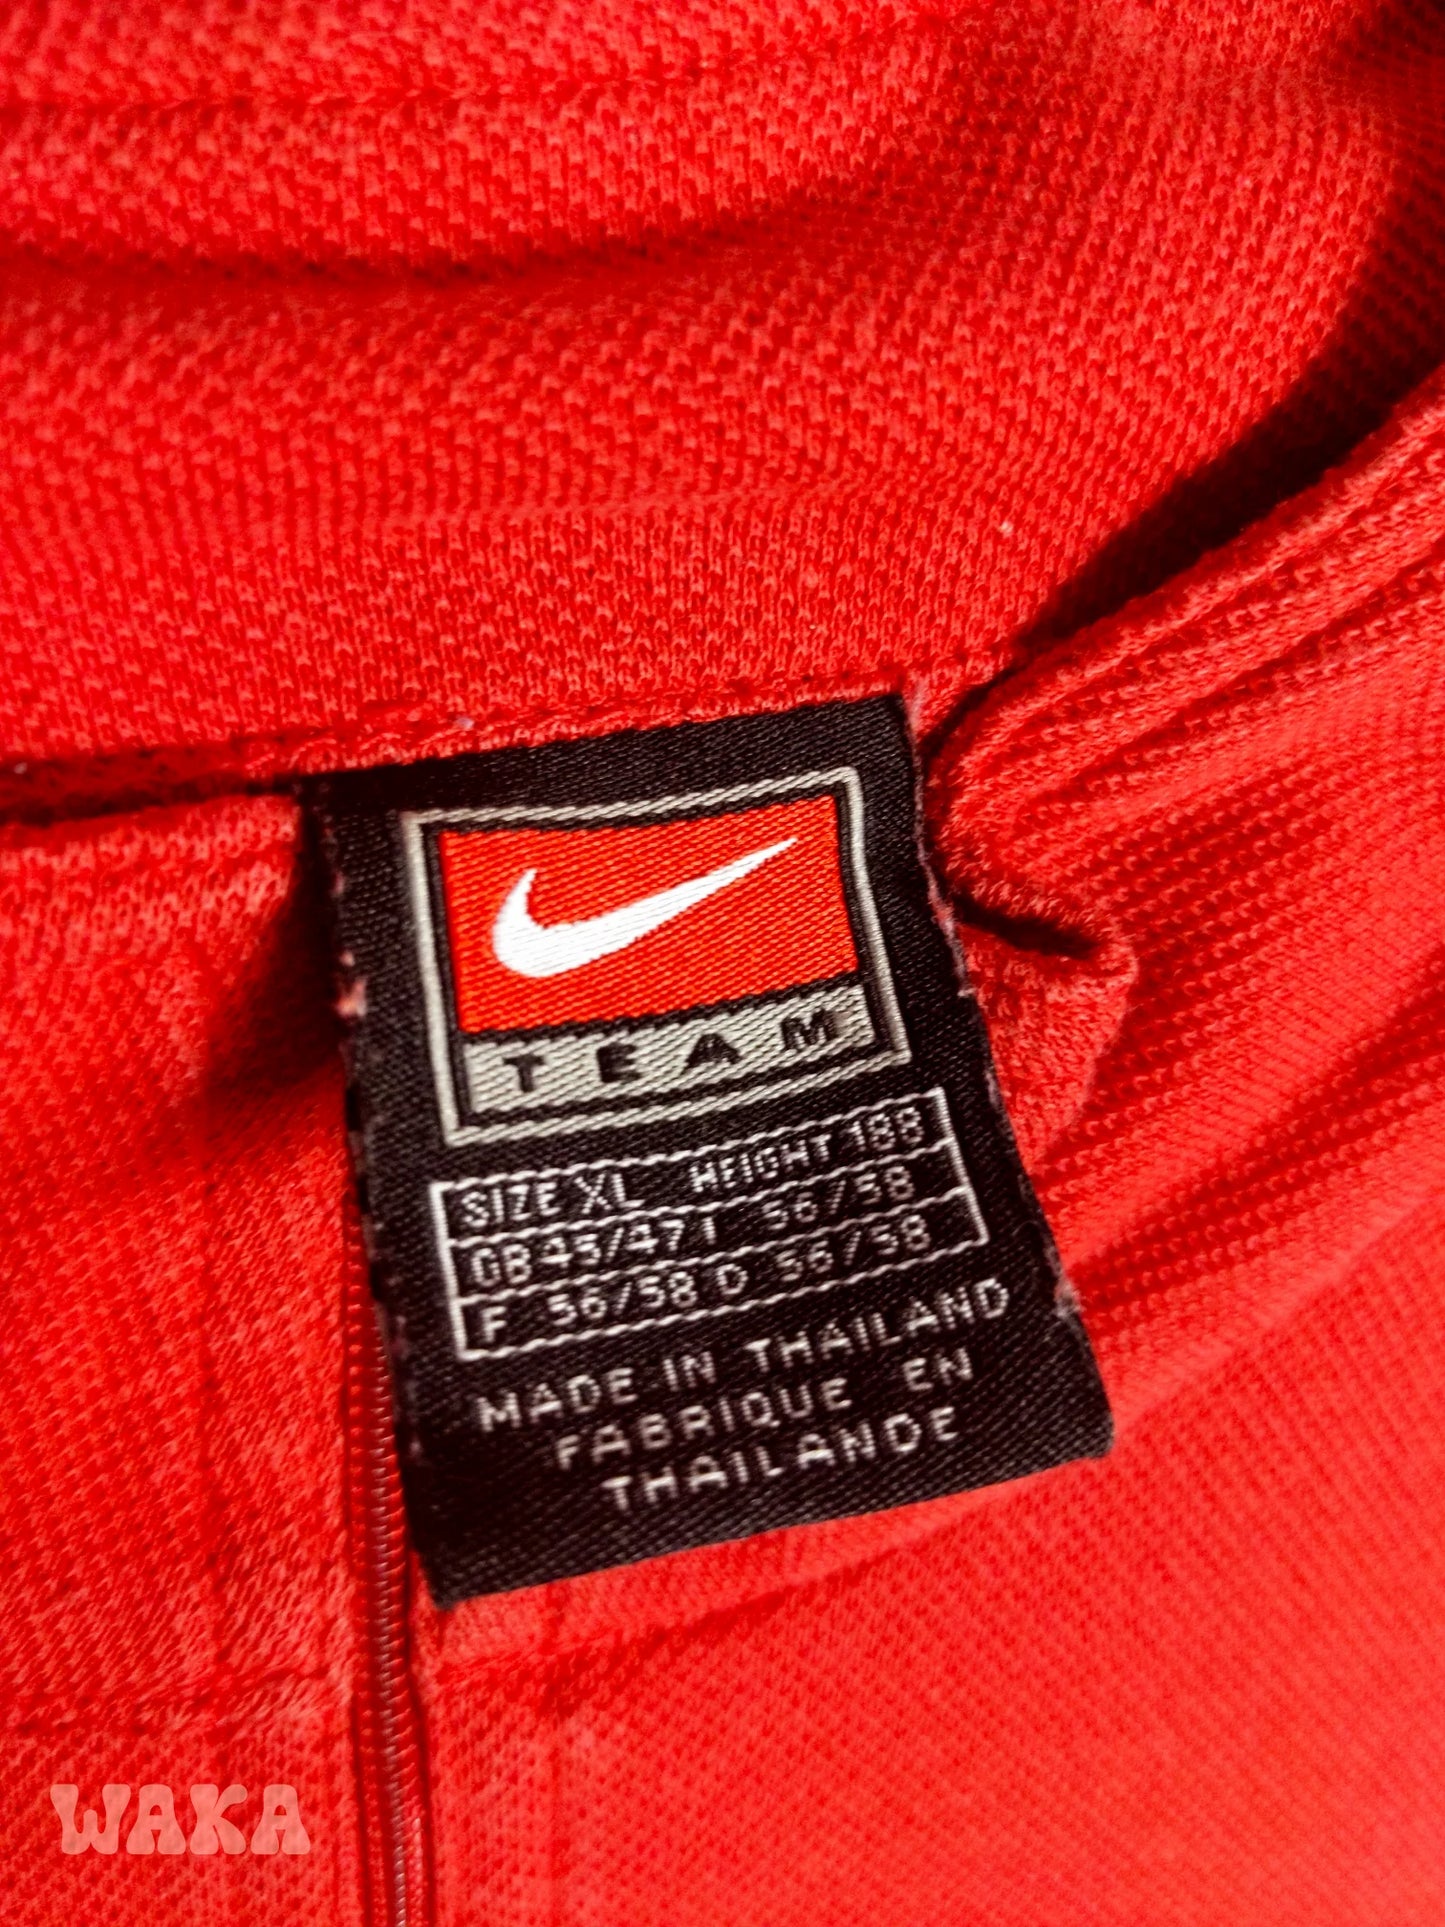 TEAM
SIZE XL HEIGHT 188
GB 45/47 I 56/58
F 56/58 D 56/58
MADE IN THAILAND
FABRIQUE EN
THAILANDE
WAKA